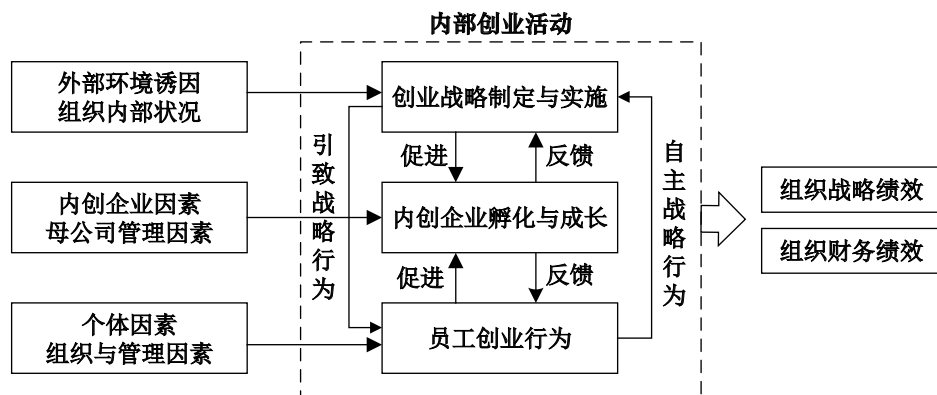 内部创业活动
外部环境诱因
组织内部状况
创业战略制定与实施
促进
反馈
引致战略行为
自主战略行为
内创企业因素
母公司管理因素
内创企业孵化与成长
组织战略绩效
组织财务绩效
促进
反馈
个体因素
组织与管理因素
员工创业行为